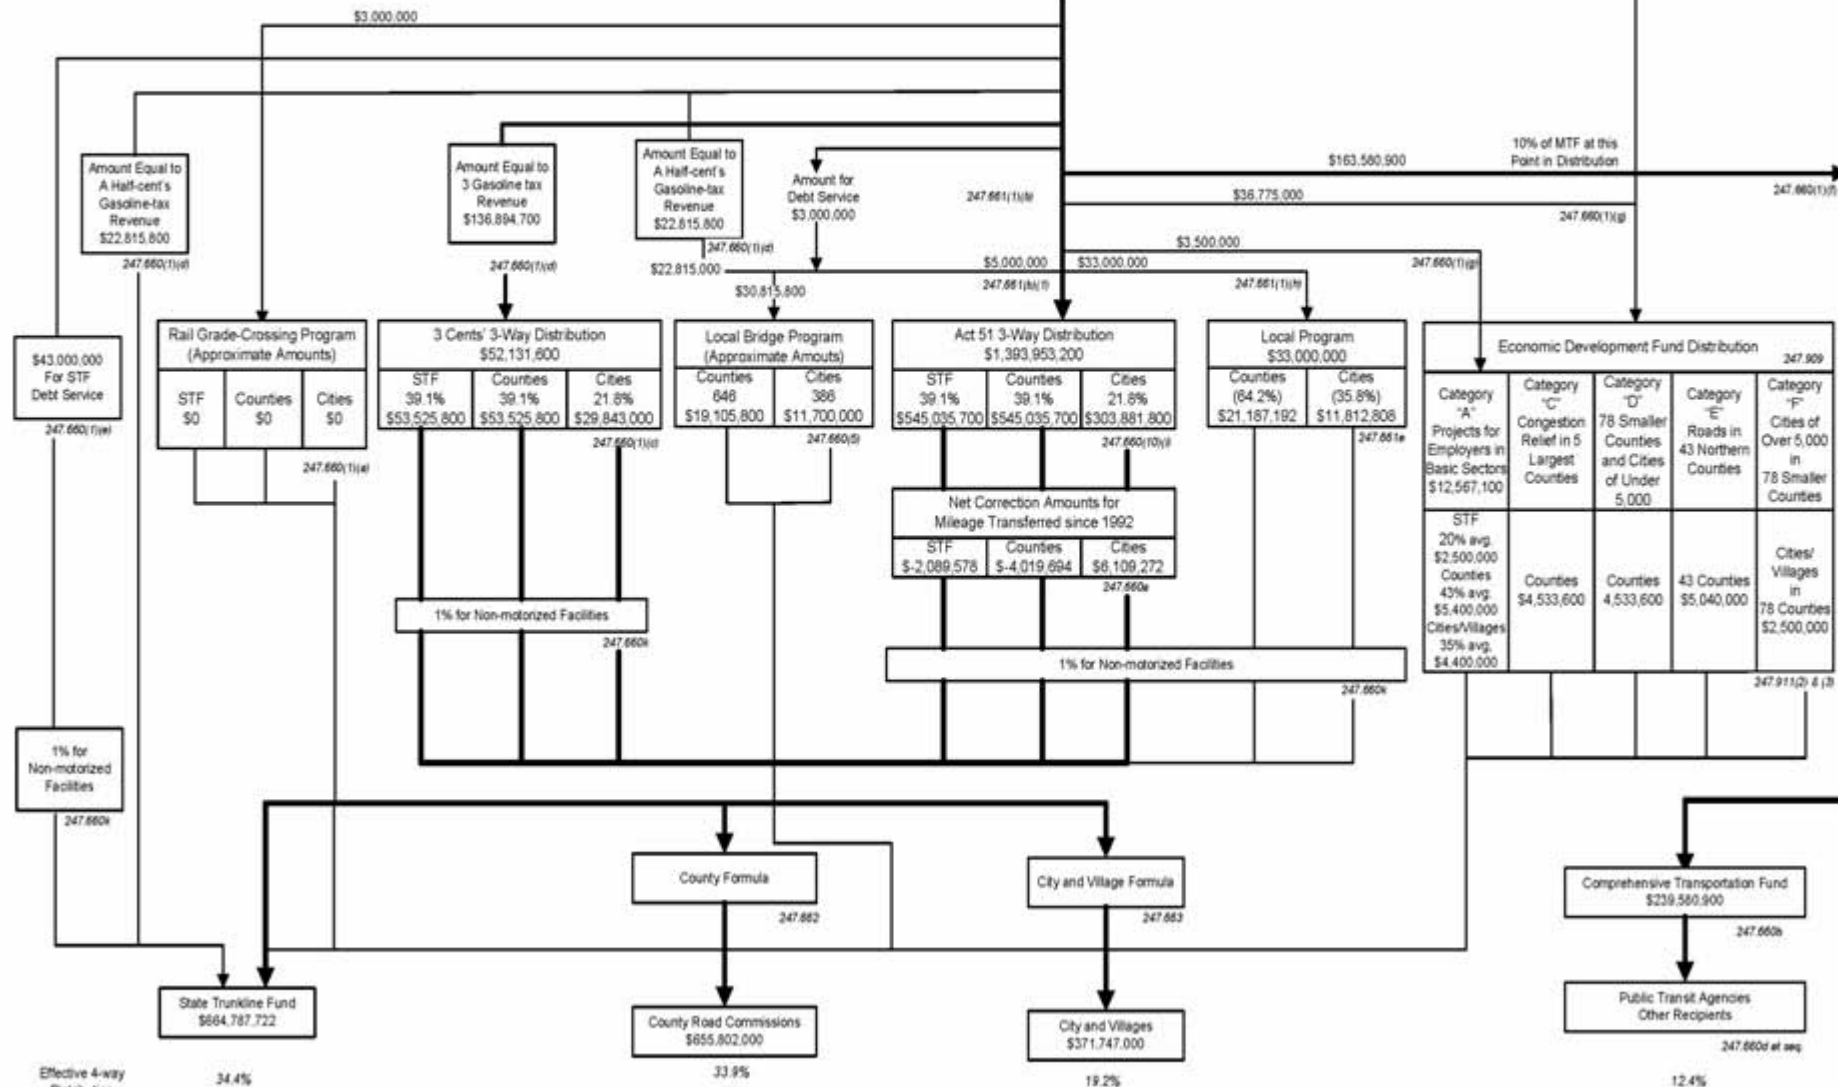 $3,000,000
10% of MTF at this
Point in Distribution
$163,580,900
247.660(1)(f)
Amount Equal to
A Half-cent's
Gasoline-tax
Revenue
$22,815,800
247.660(1)(d)
Amount Equal to
3 Gasoline tax
Revenue
$136,894,700
247.660(1)(d)
Amount Equal to
A Half-cent's
Gasoline-tax
Revenue
$22,815,800
247.660(1)(d)
Amount for
Debt Service
$3,000,000
247.661(1)(b)
$36,775,000
247.660(1)(g)
$3,500,000
247.660(1)(g)
$22,815,000
$5,000,000
$33,000,000
247.661(b)(1)
247.661(1)(h)
$30,815,800
$43,000,000
For STF
Debt Service
247.660(1)(e)
Rail Grade-Crossing Program
(Approximate Amounts)
STF
$0
Counties
$0
Cities
$0
247.660(1)(a)
3 Cents' 3-Way Distribution
$52,131,600
STF
39.1%
$53,525,800
Counties
39.1%
$53,525,800
Cities
21.8%
$29,843,000
247.660(1)(c)
Local Bridge Program
(Approximate Amouts)
Counties
646
$19,105,800
Cities
386
$11,700,000
247.660(5)
Act 51 3-Way Distribution
$1,393,953,200
STF
39.1%
$545,035,700
Counties
39.1%
$545,035,700
Cities
21.8%
$303,881,800
247.660(10)(i)
Local Program
$33,000,000
Counties
(64.2%)
$21,187,192
Cities
(35.8%)
$11,812,808
247.661e
Economic Development Fund Distribution
247.909
Category
"A"
Projects for
Employers in
Basic Sectors
$12,567,100
Category
"C"
Congestion
Relief in 5
Largest
Counties
Category
"D"
78 Smaller
Counties
and Cities
of Under
5,000
Category
"E"
Roads in
43 Northern
Counties
Category
"F"
Cities of
Over 5,000
in
78 Smaller
Counties
STF
20% avg.
$2,500,000
Counties
43% avg.
$5,400,000
Cities/Villages
35% avg.
$4,400,000
Counties
$4,533,600
Counties
4,533,600
43 Counties
$5,040,000
Cities/
Villages
in
78 Counties
$2,500,000
247.911(2) & (3)
Net Correction Amounts for
Mileage Transferred since 1992
STF
$-2,089,578
Counties
$-4,019,694
Cities
$6,109,272
247.660a
1% for Non-motorized Facilities
247.660k
1% for Non-motorized Facilities
247.660k
1% for
Non-motorized
Facilities
247.660k
County Formula
247.662
City and Village Formula
247.663
Comprehensive Transportation Fund
$239,580,900
247.660b
State Trunkline Fund
$664,787,722
County Road Commissions
$655,802,000
City and Villages
$371,747,000
Public Transit Agencies
Other Recipients
247.660d et seq
Effective 4-way
34.4%
33.9%
19.2%
12.4%